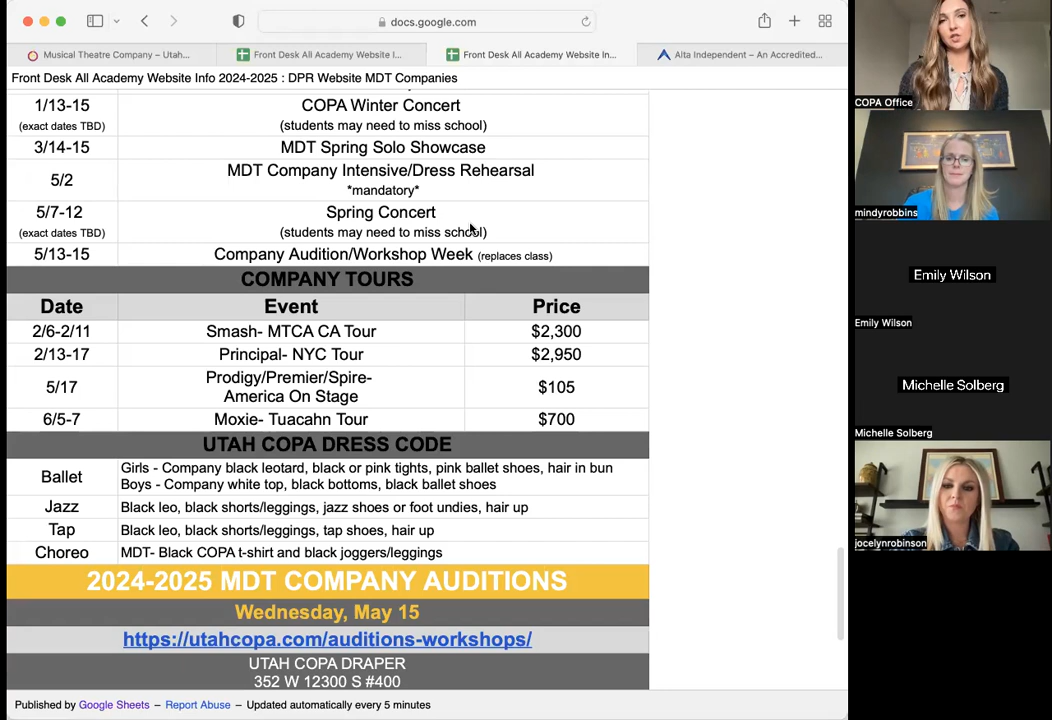 docs.google.com
Musical Theatre Company – Utah...
Front Desk All Academy Website I...
Front Desk All Academy Website In...
Alta Independent – An Accredited...
Front Desk All Academy Website Info 2024-2025 : DPR Website MDT Companies
1/13-15
(exact dates TBD)
COPA Winter Concert
(students may need to miss school)
3/14-15
MDT Spring Solo Showcase
5/2
MDT Company Intensive/Dress Rehearsal
*mandatory*
5/7-12
(exact dates TBD)
Spring Concert
(students may need to miss school)
5/13-15
Company Audition/Workshop Week (replaces class)
COMPANY TOURS
Date Event Price
2/6-2/11 Smash- MTCA CA Tour $2,300
2/13-17 Principal- NYC Tour $2,950
5/17
Prodigy/Premier/Spire-
America On Stage
$105
6/5-7 Moxie- Tuacahn Tour $700
UTAH COPA DRESS CODE
Ballet
Girls - Company black leotard, black or pink tights, pink ballet shoes, hair in bun
Boys - Company white top, black bottoms, black ballet shoes
Jazz Black leo, black shorts/leggings, jazz shoes or foot undies, hair up
Tap Black leo, black shorts/leggings, tap shoes, hair up
Choreo MDT- Black COPA t-shirt and black joggers/leggings
2024-2025 MDT COMPANY AUDITIONS
Wednesday, May 15
https://utahcopa.com/auditions-workshops/
UTAH COPA DRAPER
352 W 12300 S #400
Published by Google Sheets – Report Abuse – Updated automatically every 5 minutes
COPA Office
mindyrobbins
Emily Wilson
Emily Wilson
Michelle Solberg
Michelle Solberg
jocelynrobinson